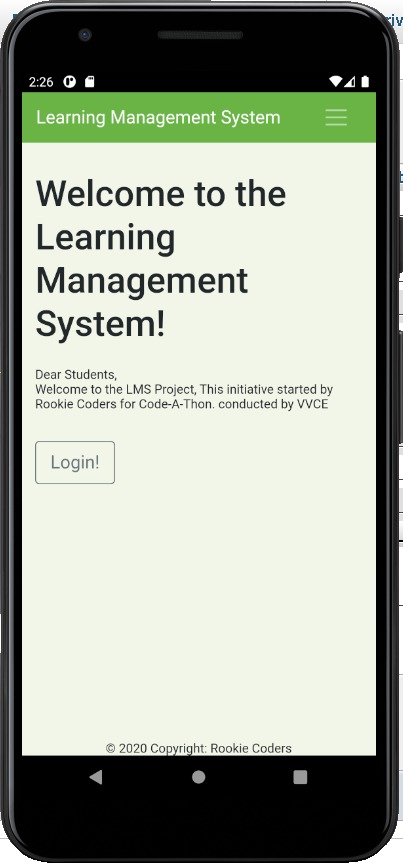 2:26
Learning Management System
Welcome to the
Learning
Management
System!
Dear Students,
Welcome to the LMS Project, This initiative started by
Rookie Coders for Code-A-Thon. conducted by VVCE
Login!
© 2020 Copyright: Rookie Coders